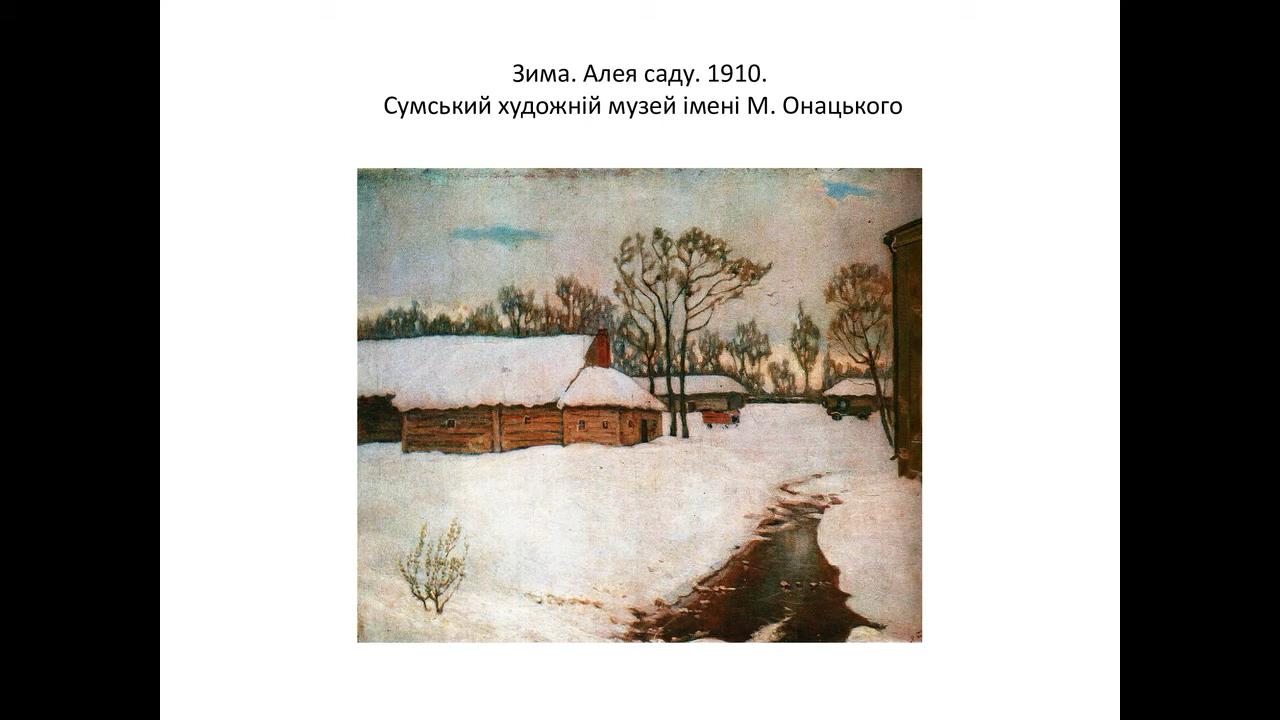 Зима. Алея саду. 1910.
Сумський художній музей імені М. Онацького